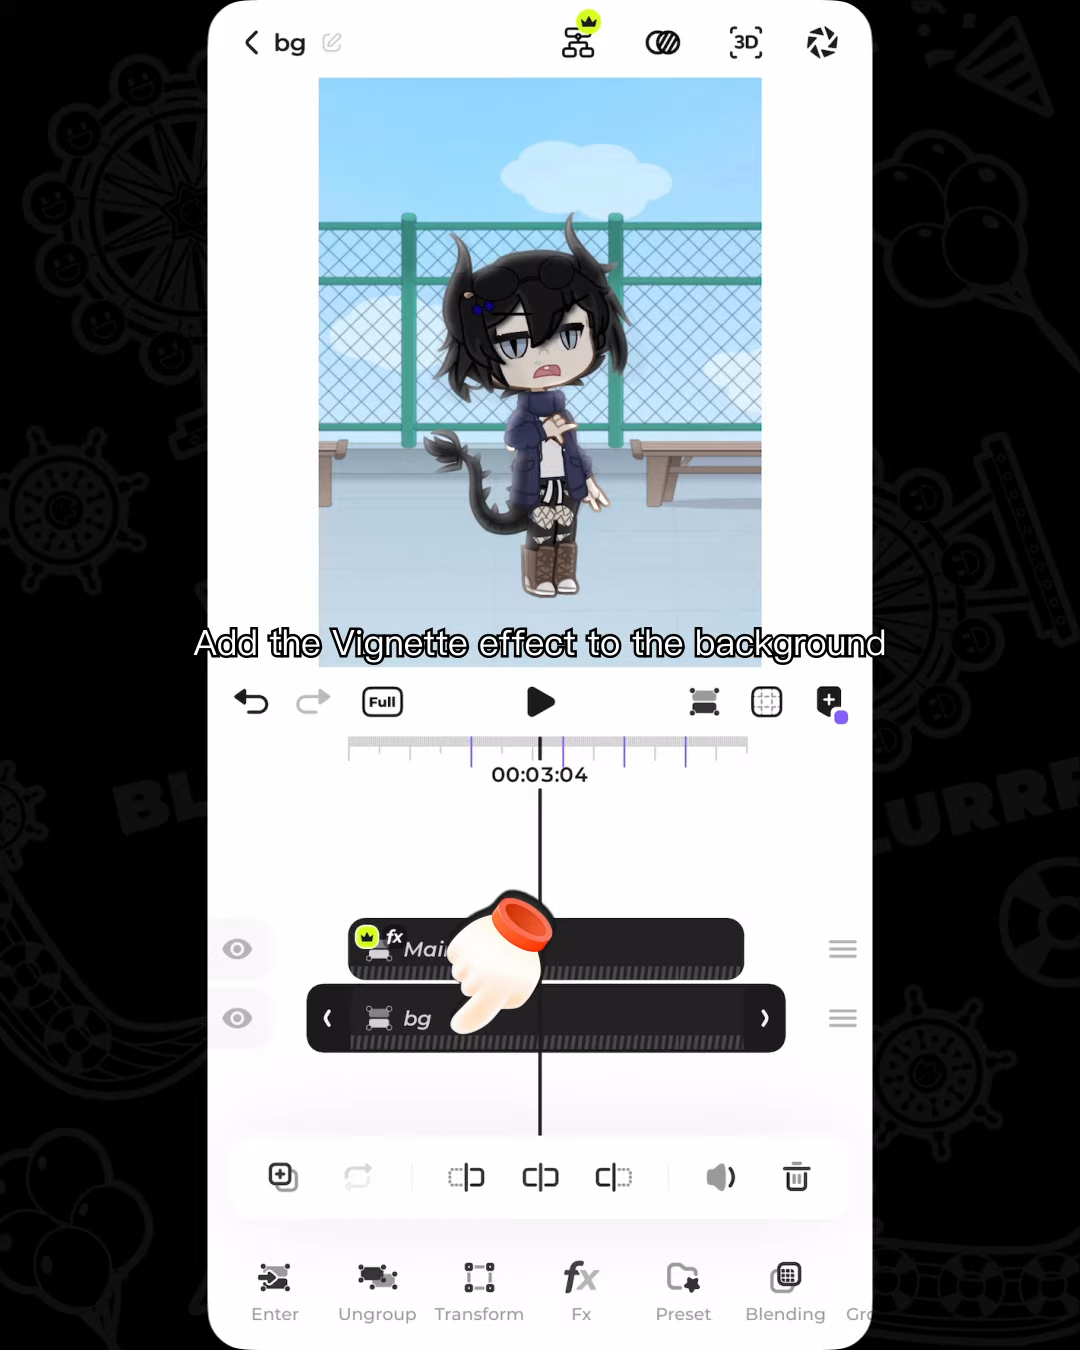 bg
3D
Add the Vignette effect to the background
Full
00:03:04
fx
bg
Enter
Ungroup
Transform
fx
Fx
Preset
Blending